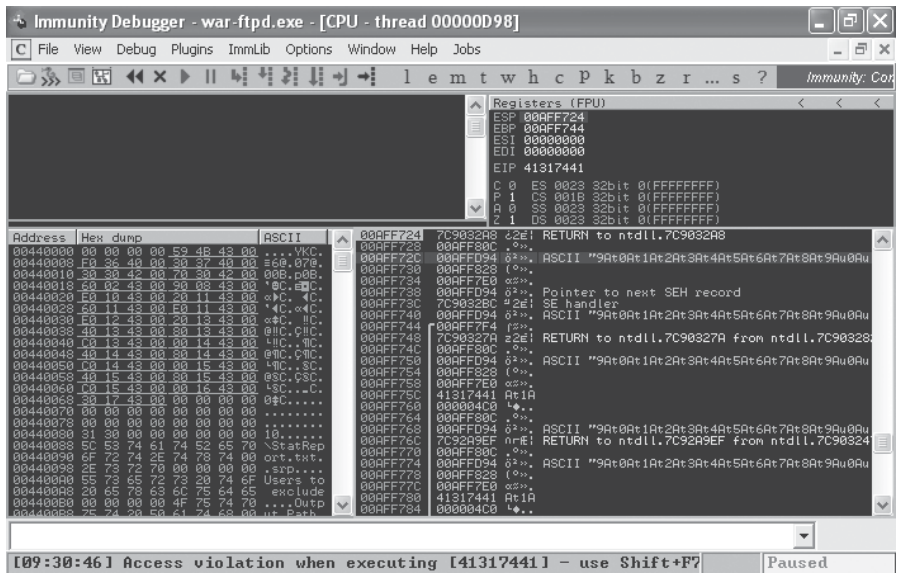 Immunity Debugger - war-ftpd.exe - [CPU - thread 00000D98]
C File View Debug Plugins ImmLib Options Window Help Jobs
l e m t w h c P k b z r ... s ? Immunity: Con
Registers (FPU) < < <
ESP 00AFF724
EBP 00AFF744
ESI 00000000
EDI 00000000
EIP 41317441
C 0 ES 0023 32bit 0(FFFFFFFF)
P 1 CS 001B 32bit 0(FFFFFFFF)
A 0 SS 0023 32bit 0(FFFFFFFF)
Z 1 DS 0023 32bit 0(FFFFFFFF)
Address Hex dump ASCII
00440000 00 00 00 00 59 4B 43 00 ....YKC.
00440008 F0 36 40 00 30 37 40 00
00440010 30 30 42 00 70 30 42 00 00B.p0B.
00440018 60 02 43 00 90 08 43 00
00440020 E0 10 43 00 20 11 43 00
00440028 60 11 43 00 E0 11 43 00
00440030 E0 12 43 00 20 13 43 00
00440038 40 13 43 00 80 13 43 00
00440040 C0 13 43 00 00 14 43 00
00440048 40 14 43 00 80 14 43 00
00440050 C0 14 43 00 00 15 43 00
00440058 40 15 43 00 80 15 43 00
00440060 C0 15 43 00 00 16 43 00
00440068 30 17 43 00 00 00 00 00
00440070 00 00 00 00 00 00 00 00 ........
00440078 00 00 00 00 00 00 00 00 ........
00440080 31 30 00 00 00 00 00 00 10......
00440088 5C 53 74 61 74 52 65 70 \StatRep
00440090 6F 72 74 2E 74 78 74 00 ort.txt.
00440098 2E 73 72 70 00 00 00 00 .srp....
004400A0 55 73 65 72 73 20 74 6F Users to
004400A8 20 65 78 63 6C 75 64 65 exclude
004400B0 00 00 00 00 4F 75 74 70 ....Outp
004400B8 75 74 20 50 61 74 68 00 ut Path.
00AFF724 7C9032A8 RETURN to ntdll.7C9032A8
00AFF728 00AFF80C
00AFF72C 00AFFD94 ASCII "9At0At1At2At3At4At5At6At7At8At9Au0Au
00AFF730 00AFF828
00AFF734 00AFF7E0
00AFF738 00AFFD94 Pointer to next SEH record
00AFF73C 7C9032BC SE handler
00AFF740 00AFFD94 ASCII "9At0At1At2At3At4At5At6At7At8At9Au0Au
00AFF744 00AFF7F4
00AFF748 7C90327A RETURN to ntdll.7C90327A from ntdll.7C90328
00AFF74C 00AFF80C
00AFF750 00AFFD94 ASCII "9At0At1At2At3At4At5At6At7At8At9Au0Au
00AFF754 00AFF828
00AFF758 00AFF7E0
00AFF75C 41317441 At1A
00AFF760 000004C0
00AFF764 00AFF80C
00AFF768 00AFFD94 ASCII "9At0At1At2At3At4At5At6At7At8At9Au0Au
00AFF76C 7C92A9EF RETURN to ntdll.7C92A9EF from ntdll.7C90324
00AFF770 00AFF80C
00AFF774 00AFFD94 ASCII "9At0At1At2At3At4At5At6At7At8At9Au0Au
00AFF778 00AFF828
00AFF77C 00AFF7E0
00AFF780 41317441 At1A
00AFF784 000004C0
[09:30:46] Access violation when executing [41317441] - use Shift+F7
Paused